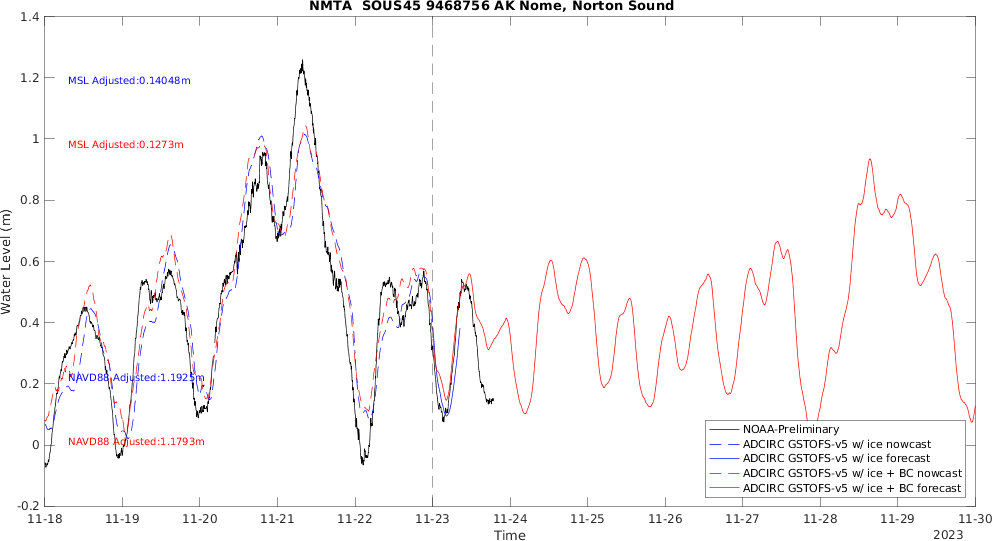 NMTA SOUS45 9468756 AK Nome, Norton Sound
1.4
1.2
1
0.8
0.6
0.4
0.2
0
-0.2
Water Level (m)
MSL Adjusted:0.14048m
MSL Adjusted:0.1273m
NAVD88 Adjusted:1.1925m
NAVD88 Adjusted:1.1793m
NOAA-Preliminary
ADCIRC GSTOFS-v5 w/ ice nowcast
ADCIRC GSTOFS-v5 w/ ice forecast
ADCIRC GSTOFS-v5 w/ ice + BC nowcast
ADCIRC GSTOFS-v5 w/ ice + BC forecast
11-18 11-19 11-20 11-21 11-22 11-23 11-24 11-25 11-26 11-27 11-28 11-29 11-30
Time
2023